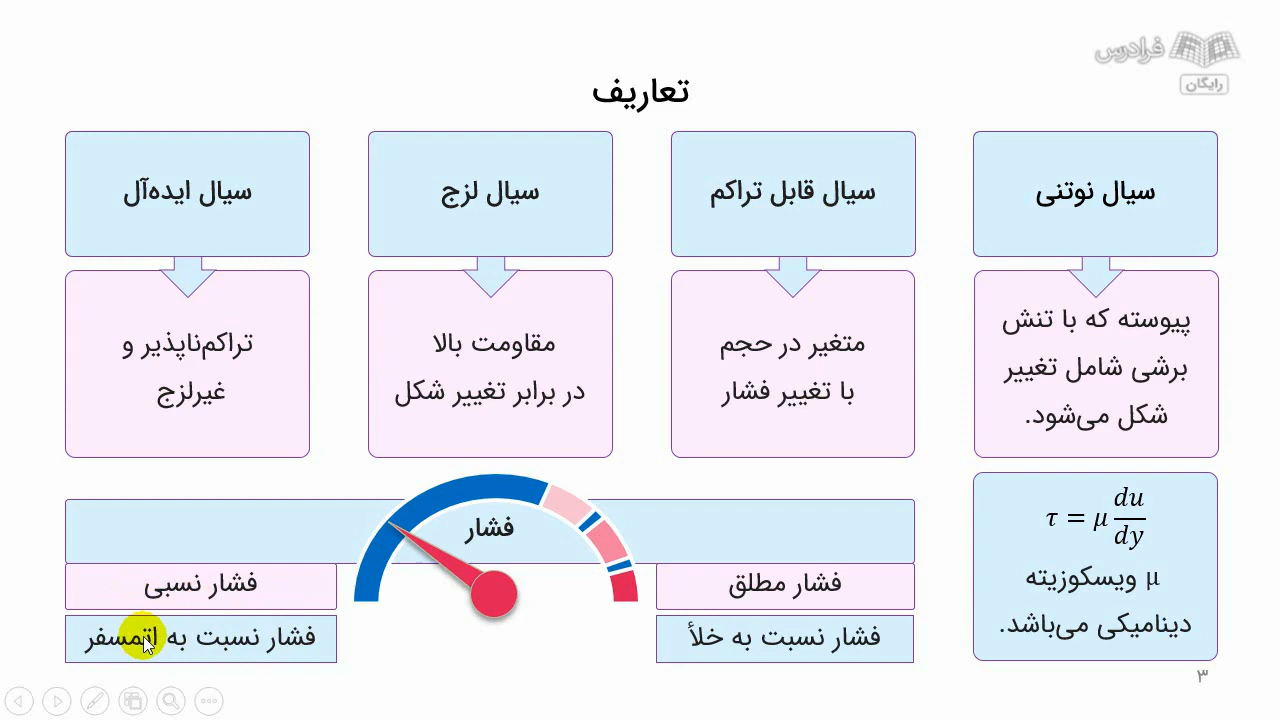 فرادرس
رایگان
تعاریف
سیال نوتنی
پیوسته که با تنش
برشی شامل تغییر
شکل می‌شود.
τ = μ du/dy
μ ویسکوزیته
دینامیکی می‌باشد.
سیال قابل تراکم
متغیر در حجم
با تغییر فشار
سیال لزج
مقاومت بالا
در برابر تغییر شکل
سیال ایده‌آل
تراکم‌ناپذیر و
غیرلزج
فشار
فشار مطلق
فشار نسبت به خلأ
فشار نسبی
فشار نسبت به اتمسفر
۳